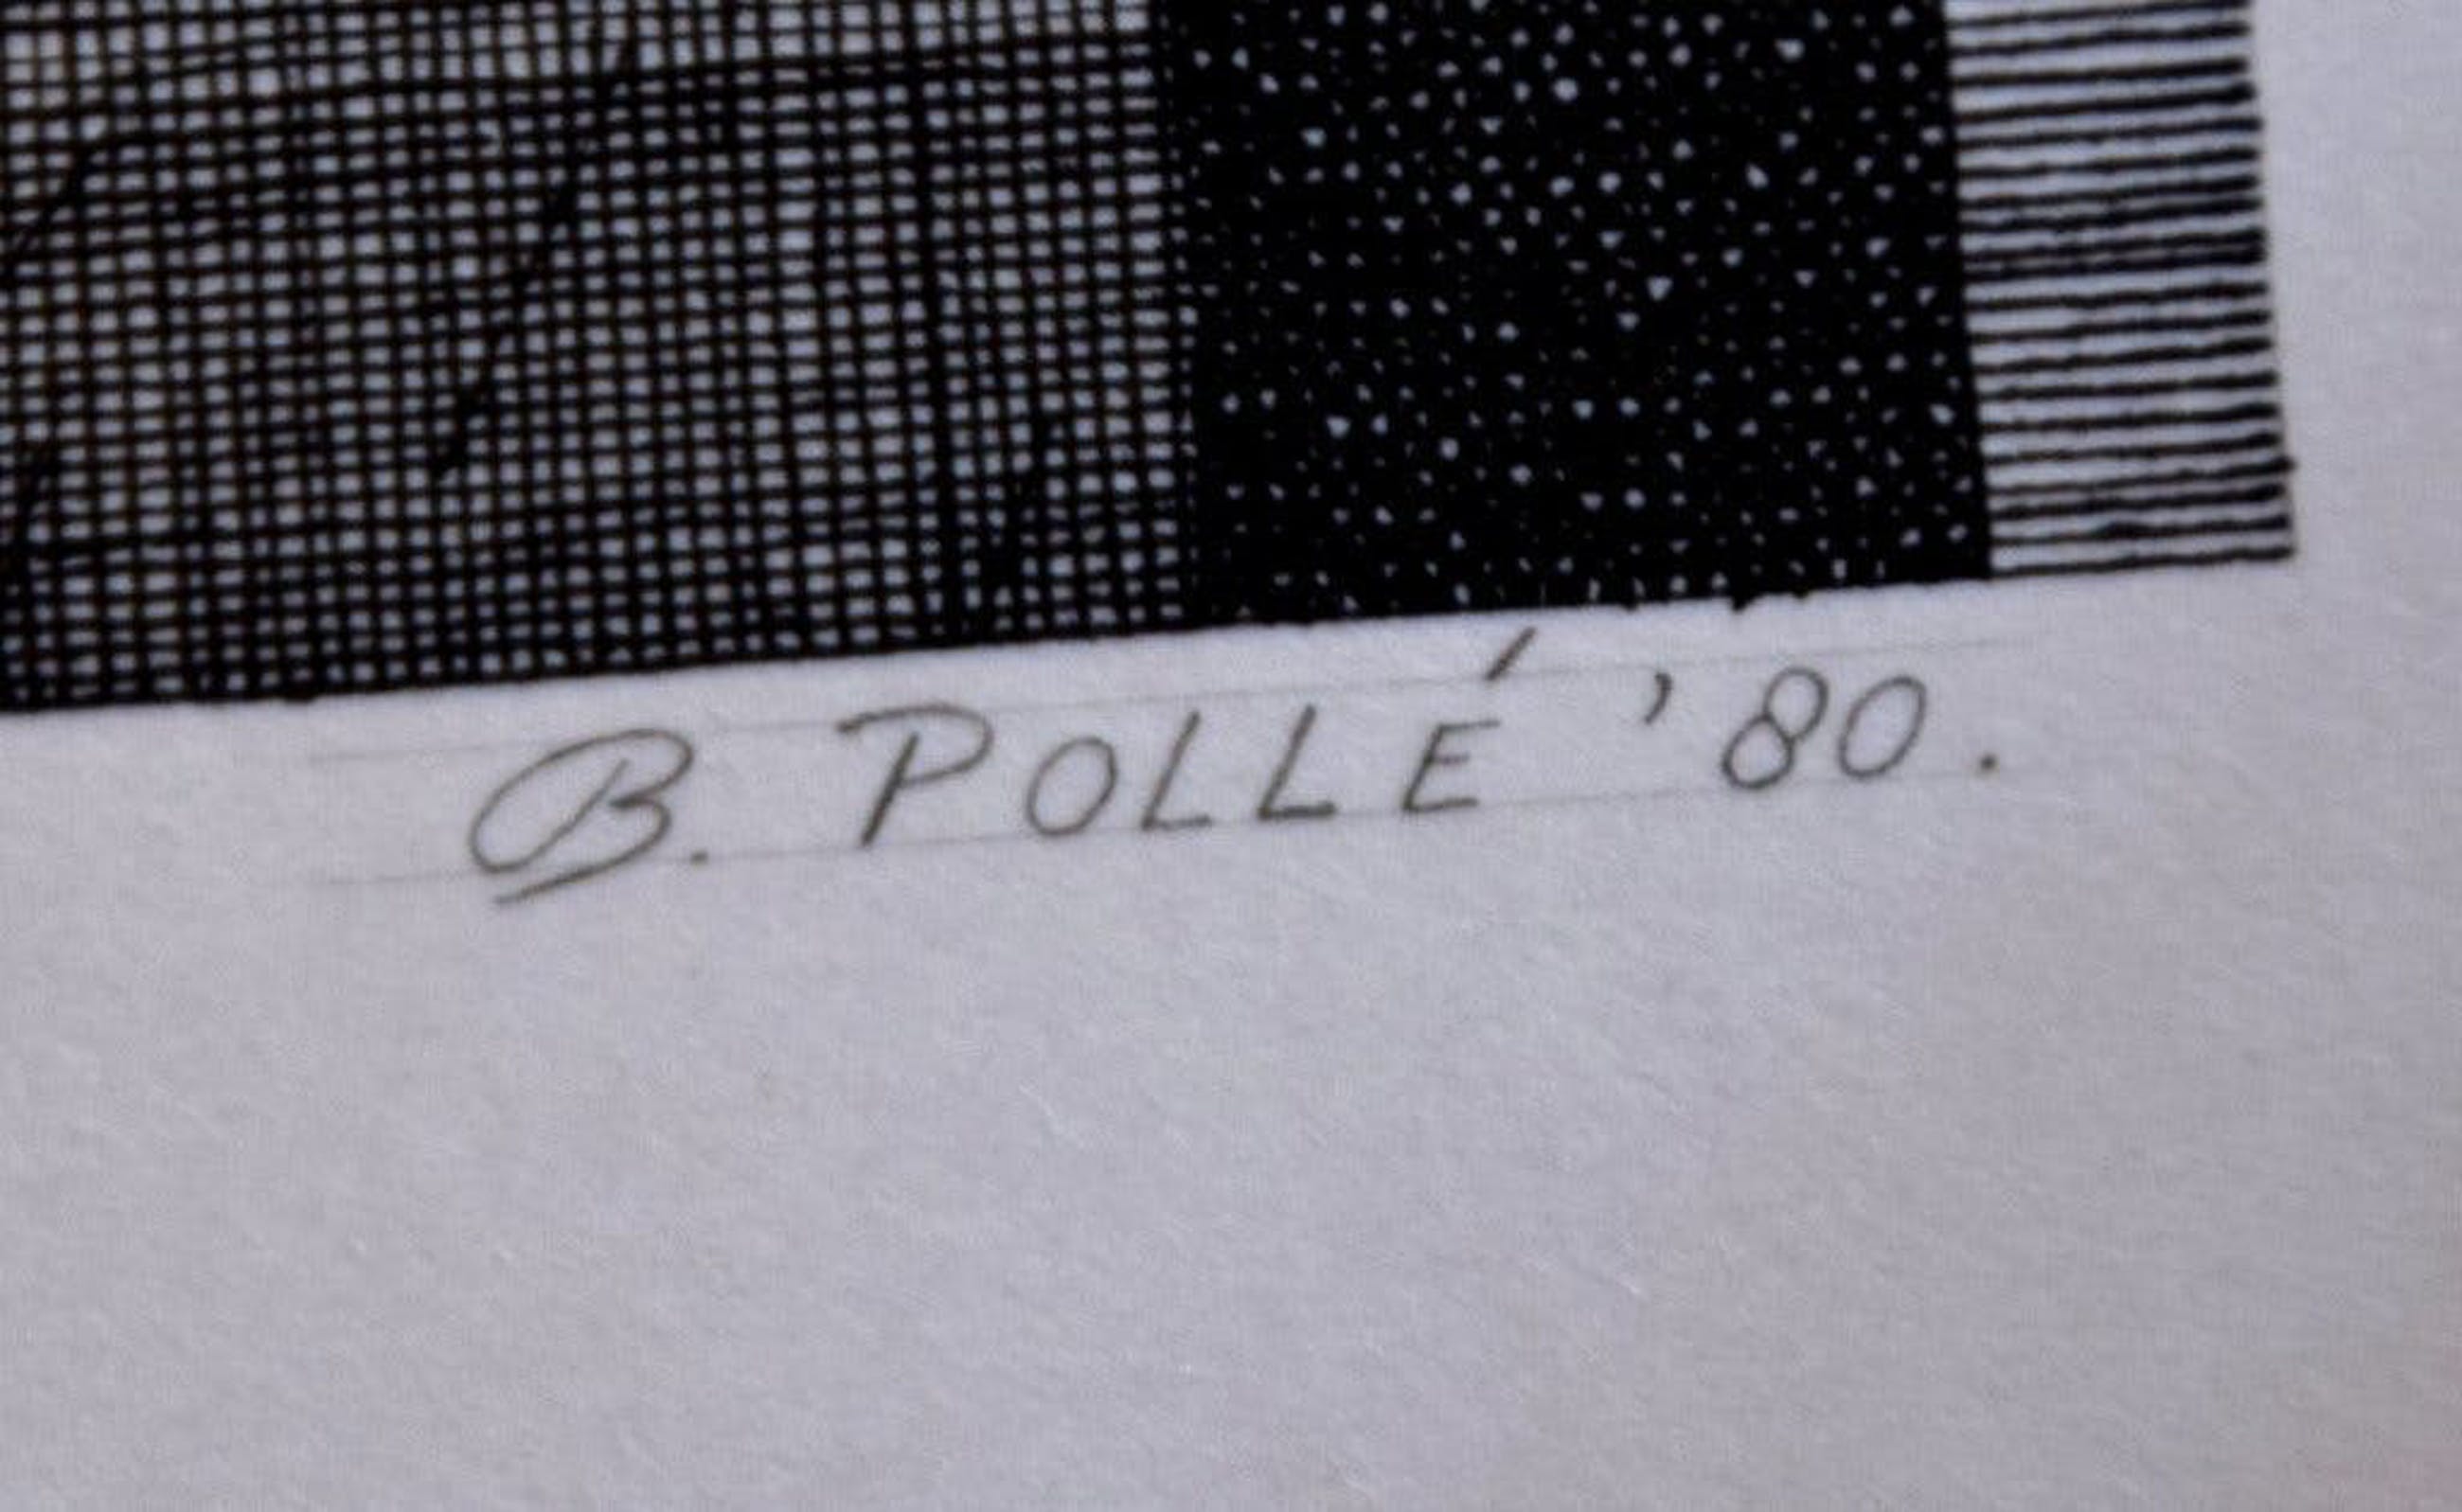 B. POLLÉ '80.